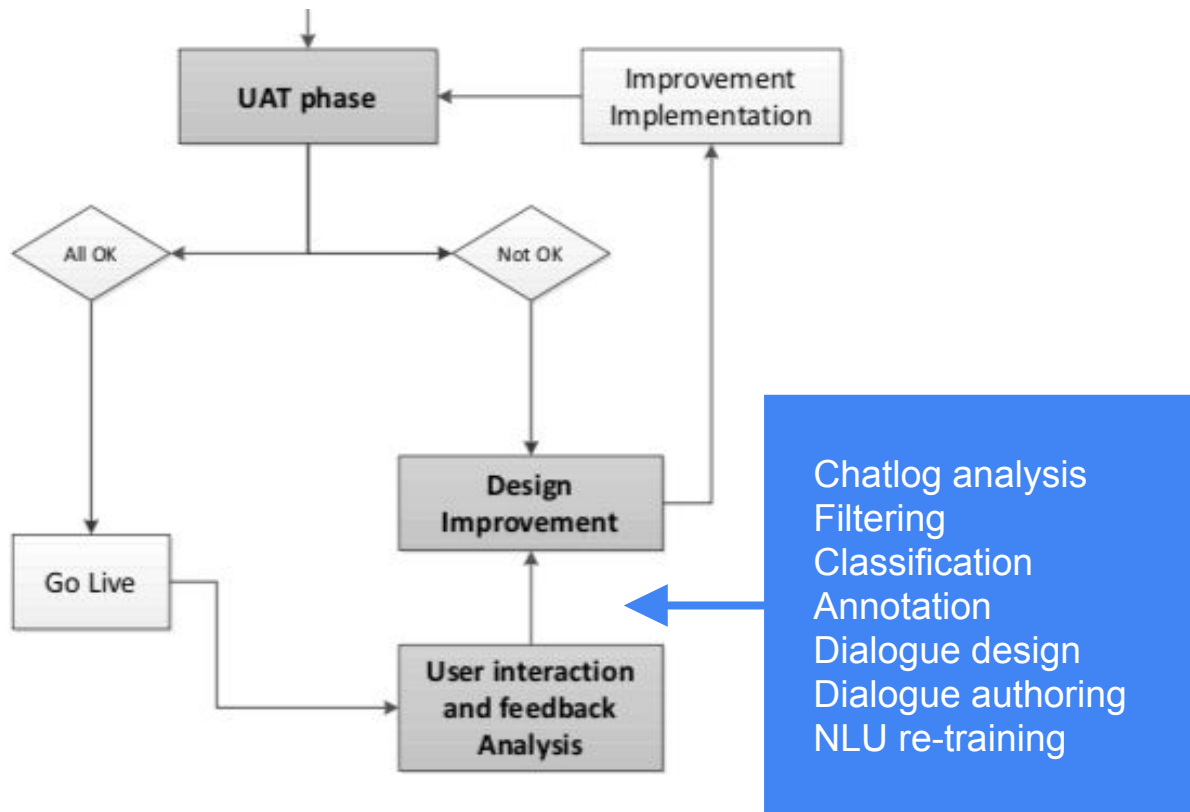 UAT phase
Improvement
Implementation
All OK
Not OK
Design
Improvement
Go Live
User interaction
and feedback
Analysis
Chatlog analysis
Filtering
Classification
Annotation
Dialogue design
Dialogue authoring
NLU re-training